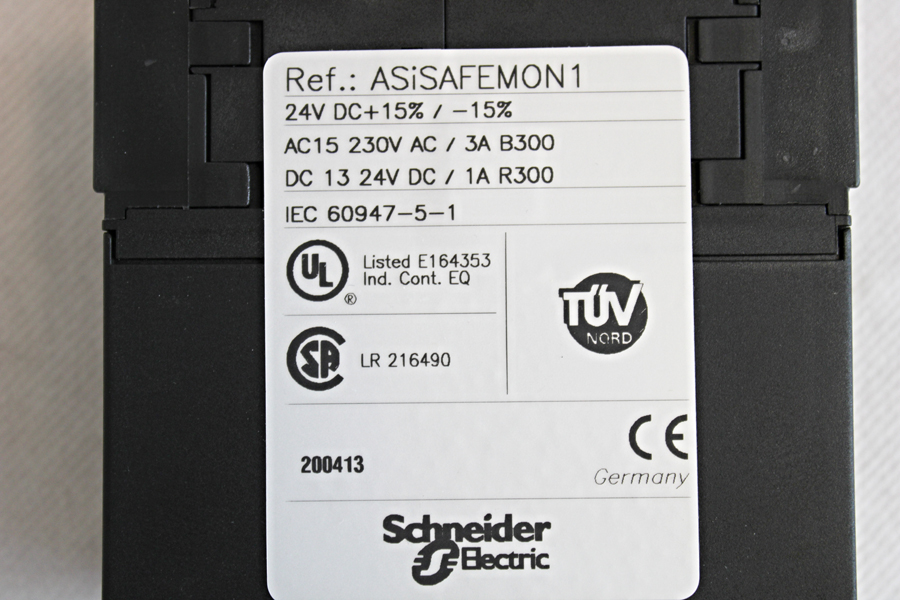 Ref.: ASiSAFEMON1
24V DC+15% / -15%
AC15 230V AC / 3A B300
DC 13 24V DC / 1A R300
IEC 60947-5-1
UL ®
Listed E164353
Ind. Cont. EQ
SA
LR 216490
TÜV
NORD
CE
200413
Germany
Schneider
Electric